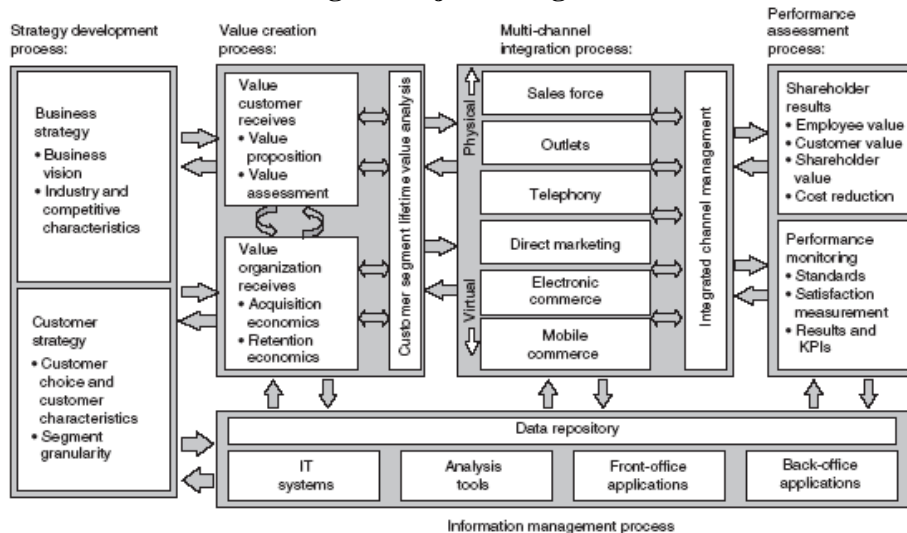 Strategy development
process:
Business
strategy
• Business
vision
• Industry and
competitive
characteristics
Customer
strategy
• Customer
choice and
customer
characteristics
• Segment
granularity
Value creation
process:
Value
customer
receives
• Value
proposition
• Value
assessment
Value
organization
receives
• Acquisition
economics
• Retention
economics
Customer segment lifetime value analysis
Multi-channel
integration process:
Physical
Virtual
Sales force
Outlets
Telephony
Direct marketing
Electronic
commerce
Mobile
commerce
Integrated channel management
Performance
assessment
process:
Shareholder
results
• Employee value
• Customer value
• Shareholder
value
• Cost reduction
Performance
monitoring
• Standards
• Satisfaction
measurement
• Results and
KPIs
Data repository
IT
systems
Analysis
tools
Front-office
applications
Back-office
applications
Information management process